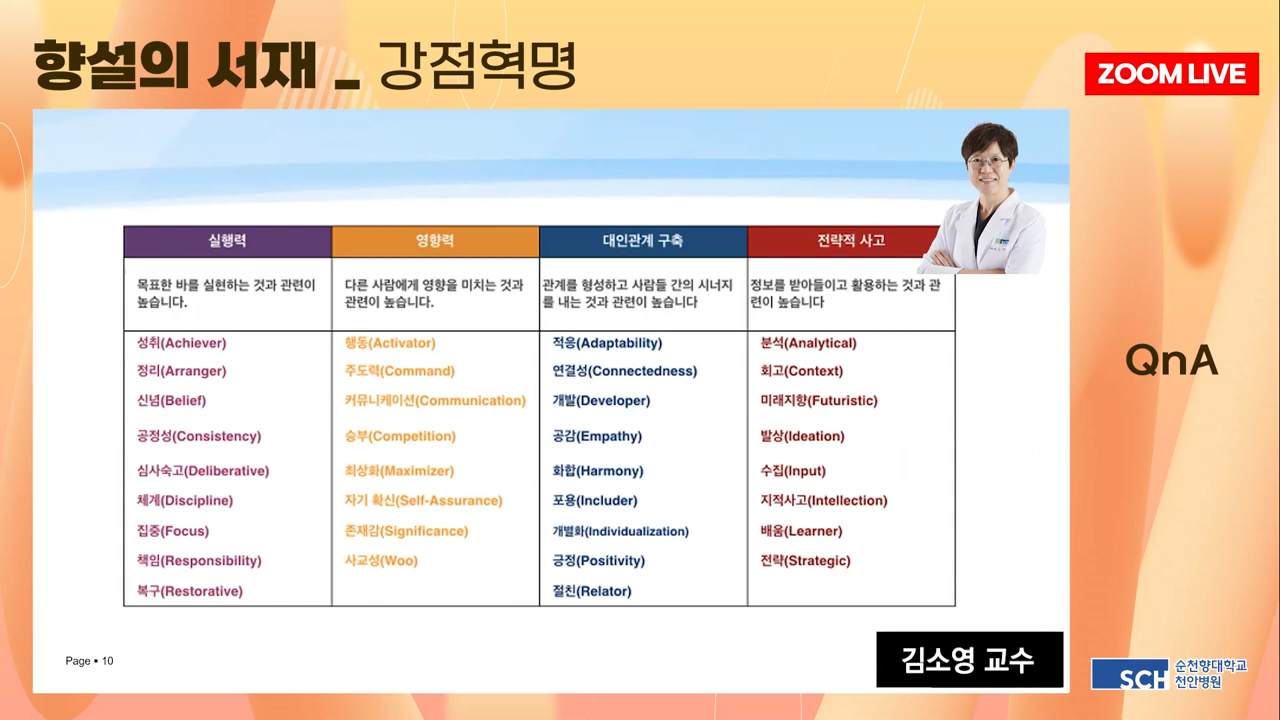 향설의 서재 _ 강점혁명
ZOOM LIVE
실행력
영향력
대인관계 구축
전략적 사고
목표한 바를 실현하는 것과 관련이
높습니다.
다른 사람에게 영향을 미치는 것과
관련이 높습니다.
관계를 형성하고 사람들 간의 시너지
를 내는 것과 관련이 높습니다
정보를 받아들이고 활용하는 것과 관
련이 높습니다
성취(Achiever)
정리(Arranger)
신념(Belief)
공정성(Consistency)
심사숙고(Deliberative)
체계(Discipline)
집중(Focus)
책임(Responsibility)
복구(Restorative)
행동(Activator)
주도력(Command)
커뮤니케이션(Communication)
승부(Competition)
최상화(Maximizer)
자기 확신(Self-Assurance)
존재감(Significance)
사교성(Woo)
적응(Adaptability)
연결성(Connectedness)
개발(Developer)
공감(Empathy)
화합(Harmony)
포용(Includer)
개별화(Individualization)
긍정(Positivity)
절친(Relator)
분석(Analytical)
회고(Context)
미래지향(Futuristic)
발상(Ideation)
수집(Input)
지적사고(Intellection)
배움(Learner)
전략(Strategic)
QnA
Page ▪ 10
김소영 교수
SCH
순천향대학교
천안병원